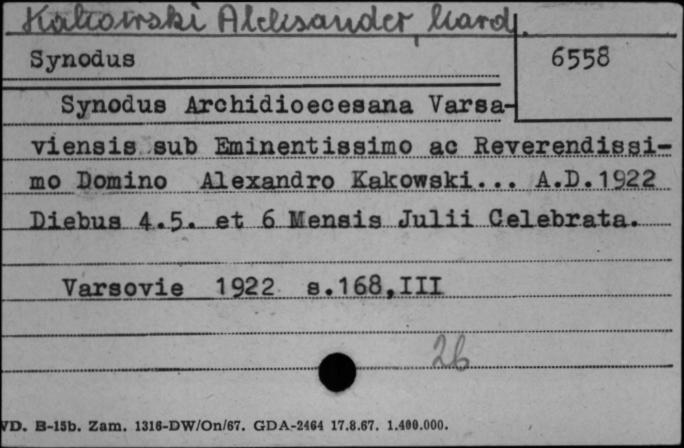 Kakowski Aleksander, kard.
Synodus
6558
Synodus Archidioecesana Varsa-
viensis sub Eminentissimo ac Reverendissi-
mo Domino Alexandro Kakowski... A.D.1922
Diebus 4.5. et 6 Mensis Julii Celebrata.
Varsovie 1922 s.168,III
26
VD. B-15b. Zam. 1316-DW/On/67. GDA-2464 17.8.67. 1.400.000.